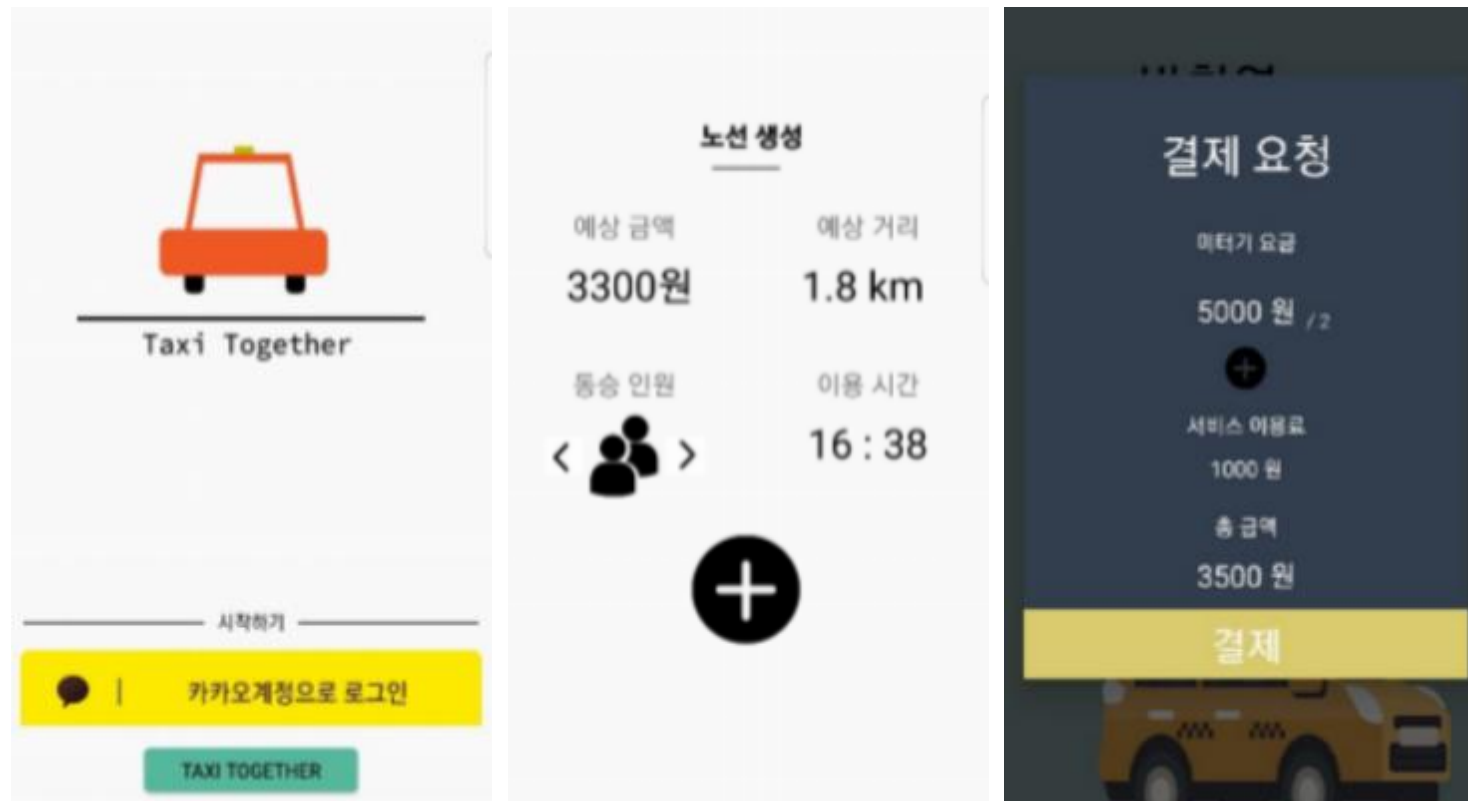 Taxi Together
시작하기
카카오계정으로 로그인
TAXI TOGETHER
노선 생성
예상 금액
예상 거리
3300원
1.8 km
동승 인원
이용 시간
< >
16 : 38
결제 요청
미터기 요금
5000 원 /2
서비스 이용료
1000 원
총 금액
3500 원
결제